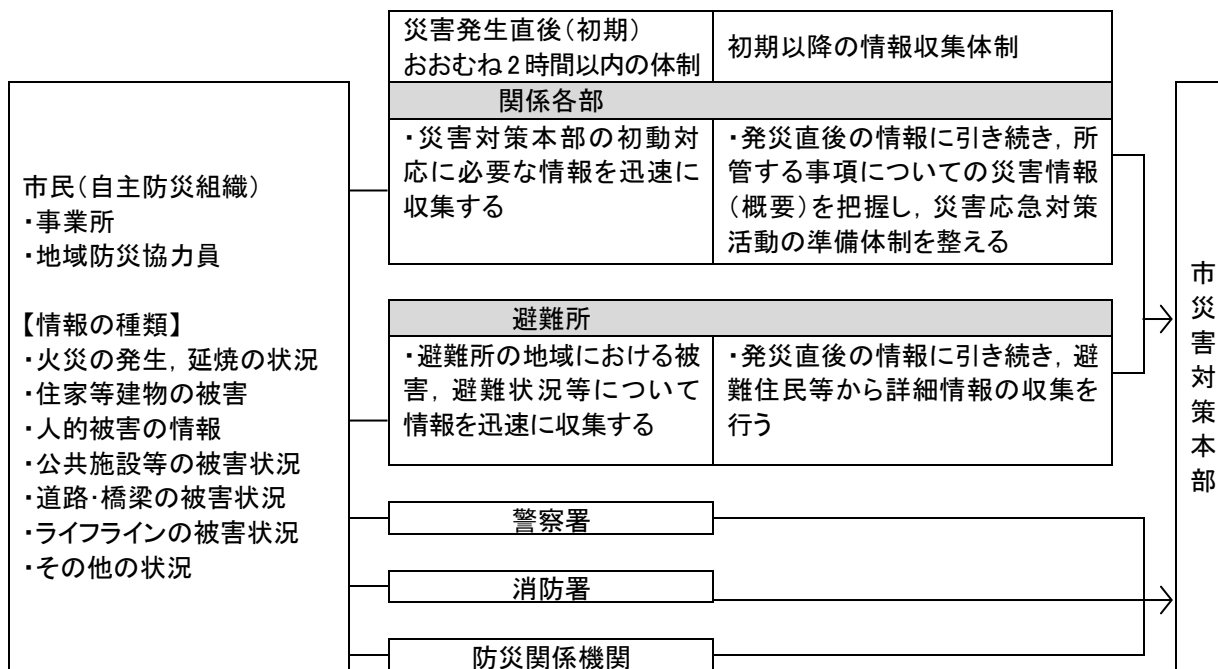 災害発生直後（初期）
おおむね２時間以内の体制
初期以降の情報収集体制
関係各部
・災害対策本部の初動対
応に必要な情報を迅速に
収集する
・発災直後の情報に引き続き，所
管する事項についての災害情報
（概要）を把握し，災害応急対策
活動の準備体制を整える
市民（自主防災組織）
・事業所
・地域防災協力員
【情報の種類】
・火災の発生，延焼の状況
・住家等建物の被害
・人的被害の情報
・公共施設等の被害状況
・道路・橋梁の被害状況
・ライフラインの被害状況
・その他の状況
避難所
・避難所の地域における被
害，避難状況等について
情報を迅速に収集する
・発災直後の情報に引き続き，避
難住民等から詳細情報の収集を
行う
警察署
消防署
防災関係機関
市災害対策本部